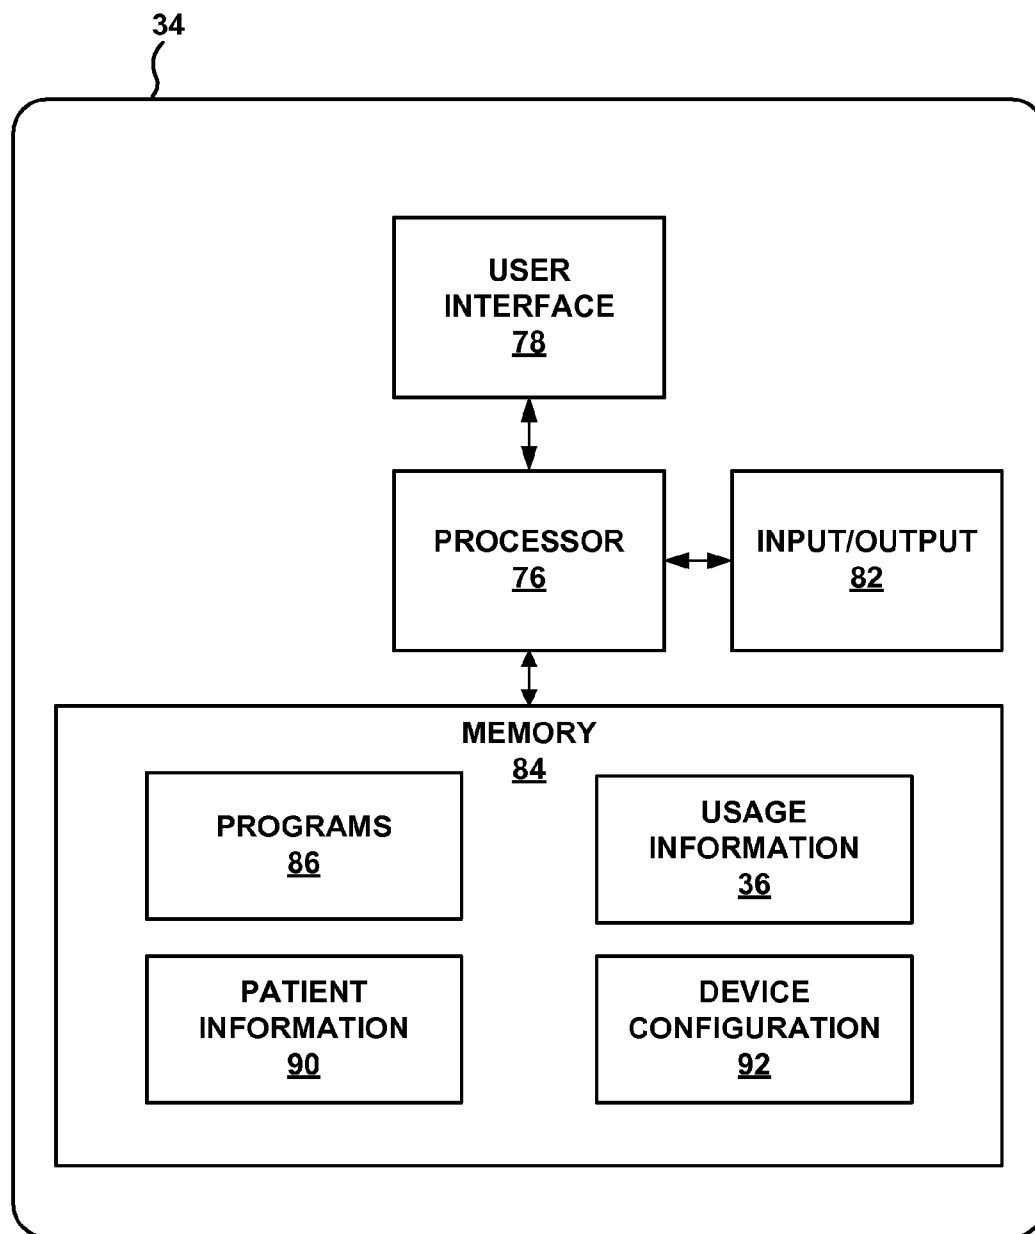 34
USER
INTERFACE
78
PROCESSOR
76
INPUT/OUTPUT
82
MEMORY
84
PROGRAMS
86
USAGE
INFORMATION
36
PATIENT
INFORMATION
90
DEVICE
CONFIGURATION
92